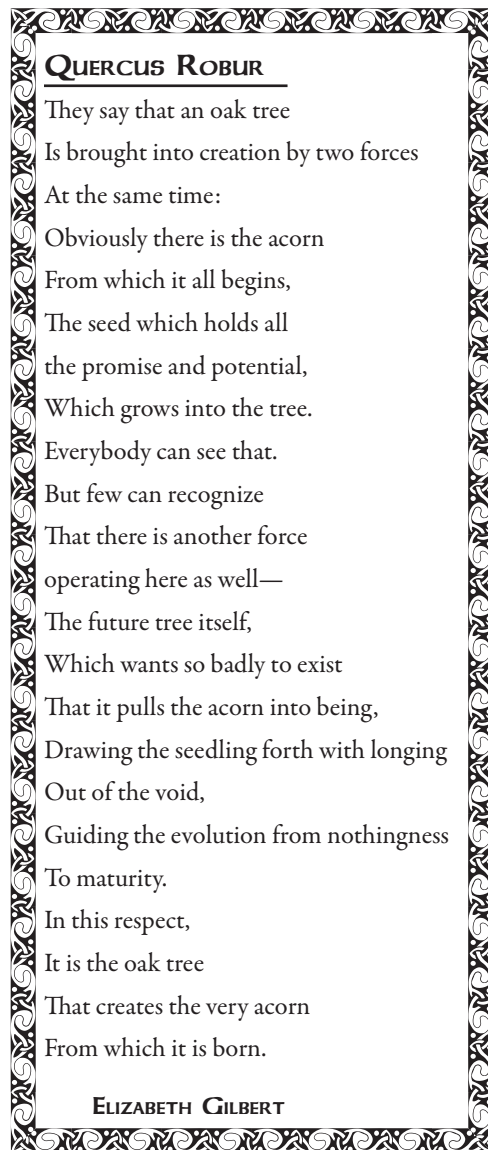 Quercus Robur
They say that an oak tree
Is brought into creation by two forces
At the same time:
Obviously there is the acorn
From which it all begins,
The seed which holds all
the promise and potential,
Which grows into the tree.
Everybody can see that.
But few can recognize
That there is another force
operating here as well—
The future tree itself,
Which wants so badly to exist
That it pulls the acorn into being,
Drawing the seedling forth with longing
Out of the void,
Guiding the evolution from nothingness
To maturity.
In this respect,
It is the oak tree
That creates the very acorn
From which it is born.
Elizabeth Gilbert